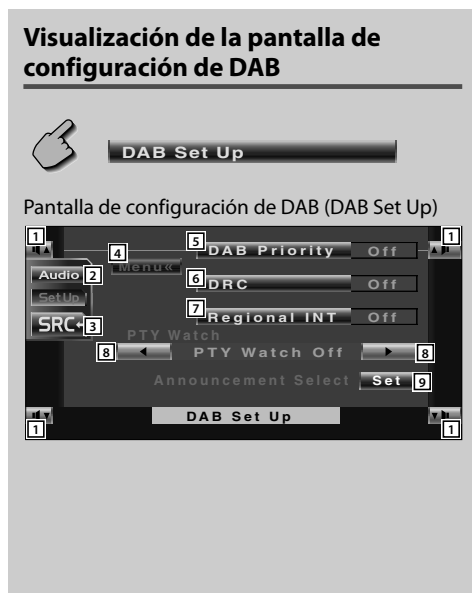 Visualización de la pantalla de
configuración de DAB
DAB Set Up
Pantalla de configuración de DAB (DAB Set Up)
1
1
5 DAB Priority Off
4 Menu«
Audio 2
6 DRC Off
SetUp
7 Regional INT Off
SRC 3
PTY Watch
8 PTY Watch Off 8
Announcement Select Set 9
DAB Set Up
1
1